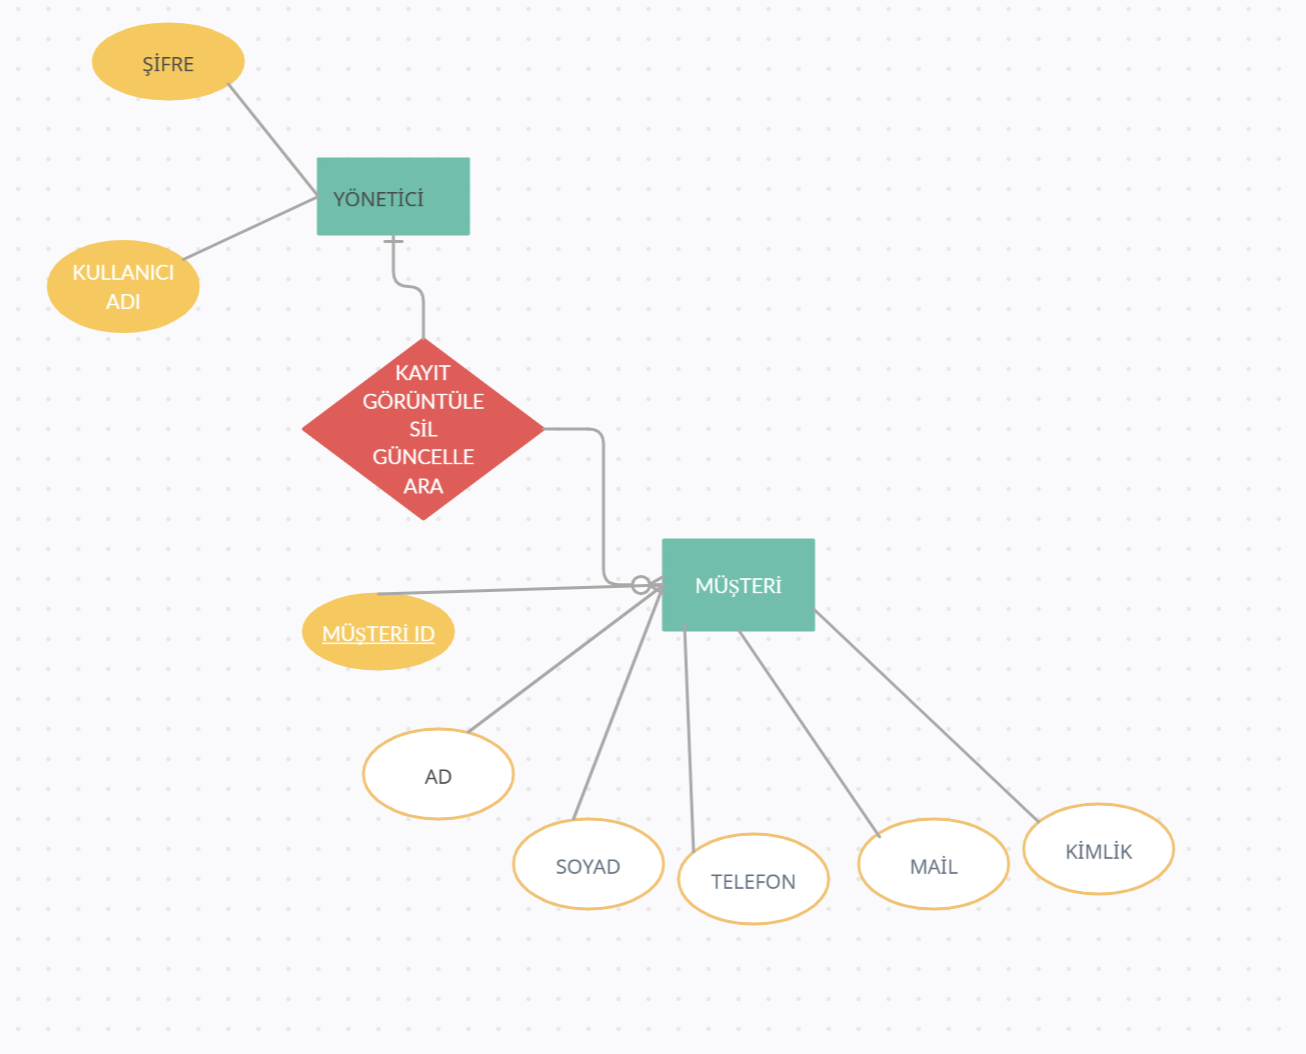 ŞİFRE
YÖNETİCİ
KULLANICI
ADI
KAYIT
GÖRÜNTÜLE
SİL
GÜNCELLE
ARA
MÜŞTERİ
MÜŞTERİ ID
AD
SOYAD
TELEFON
MAİL
KİMLİK